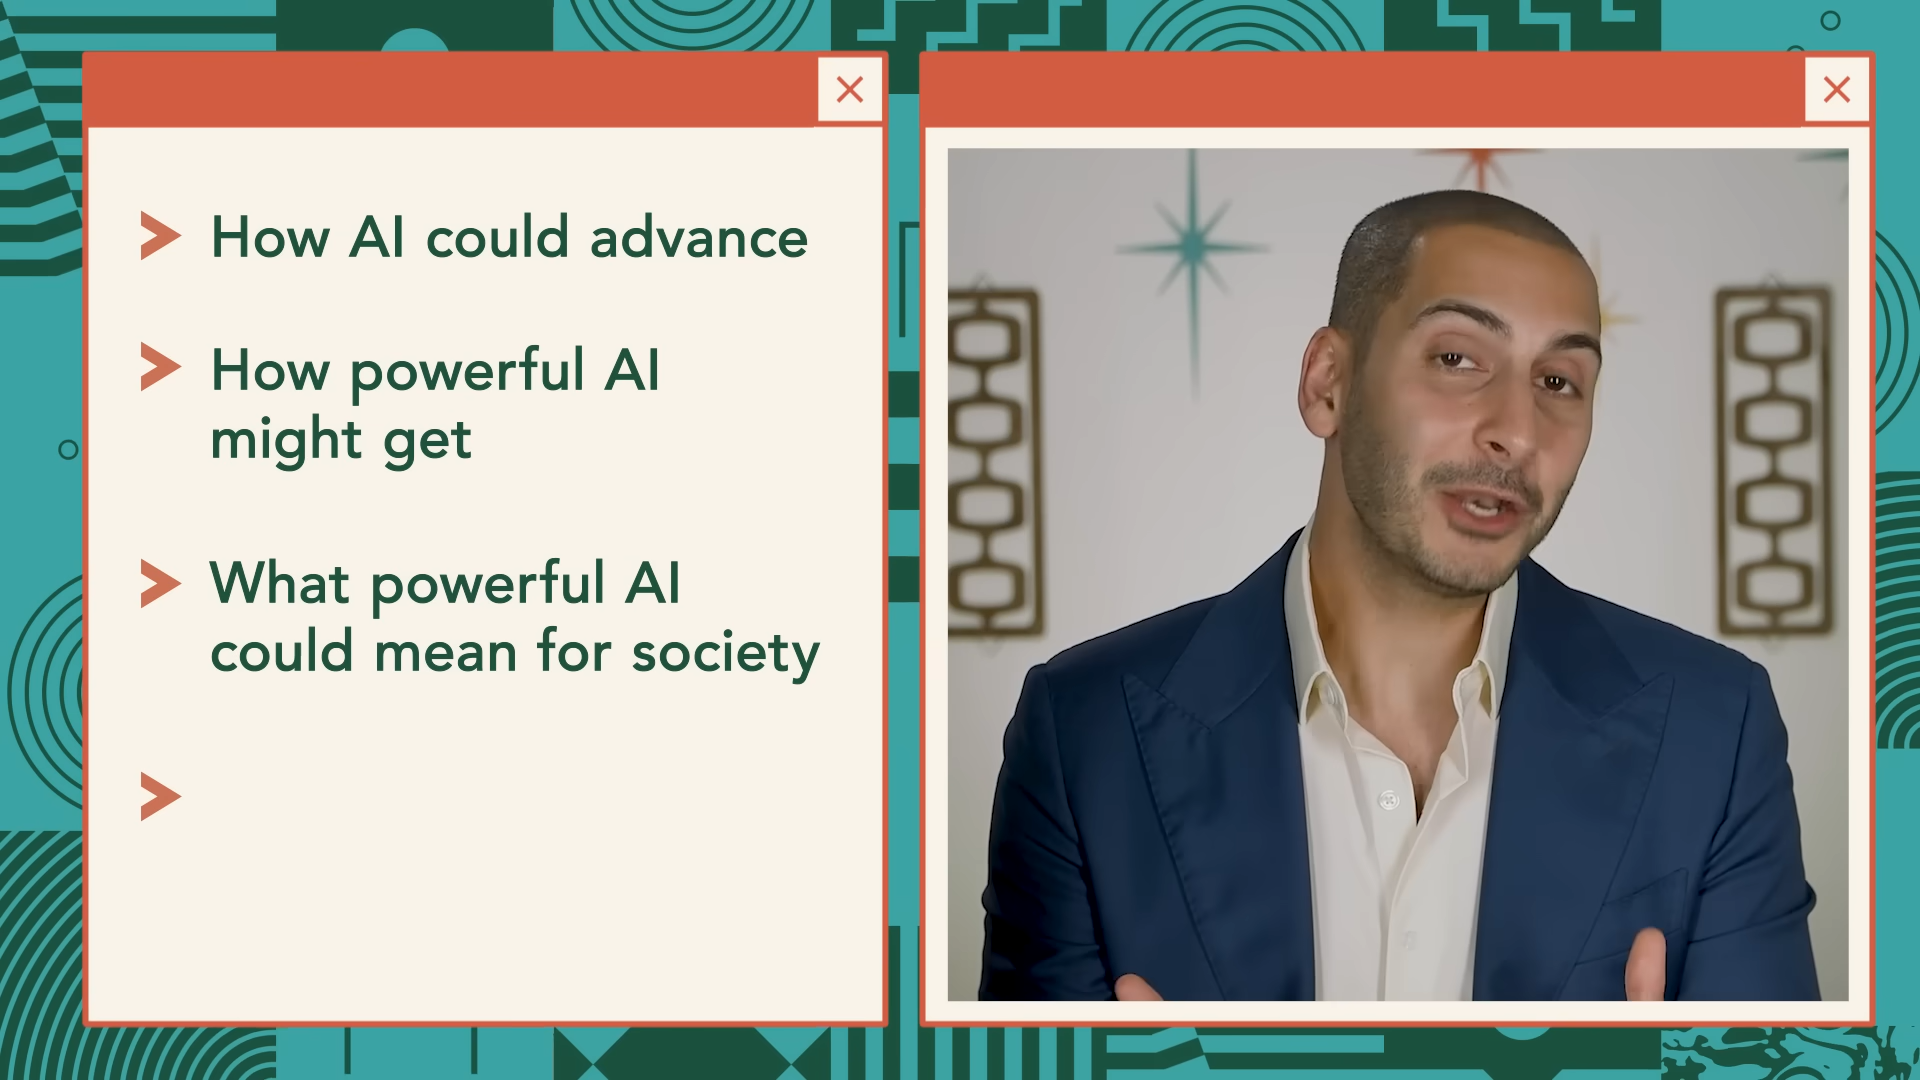 How AI could advance
How powerful AI
might get
What powerful AI
could mean for society